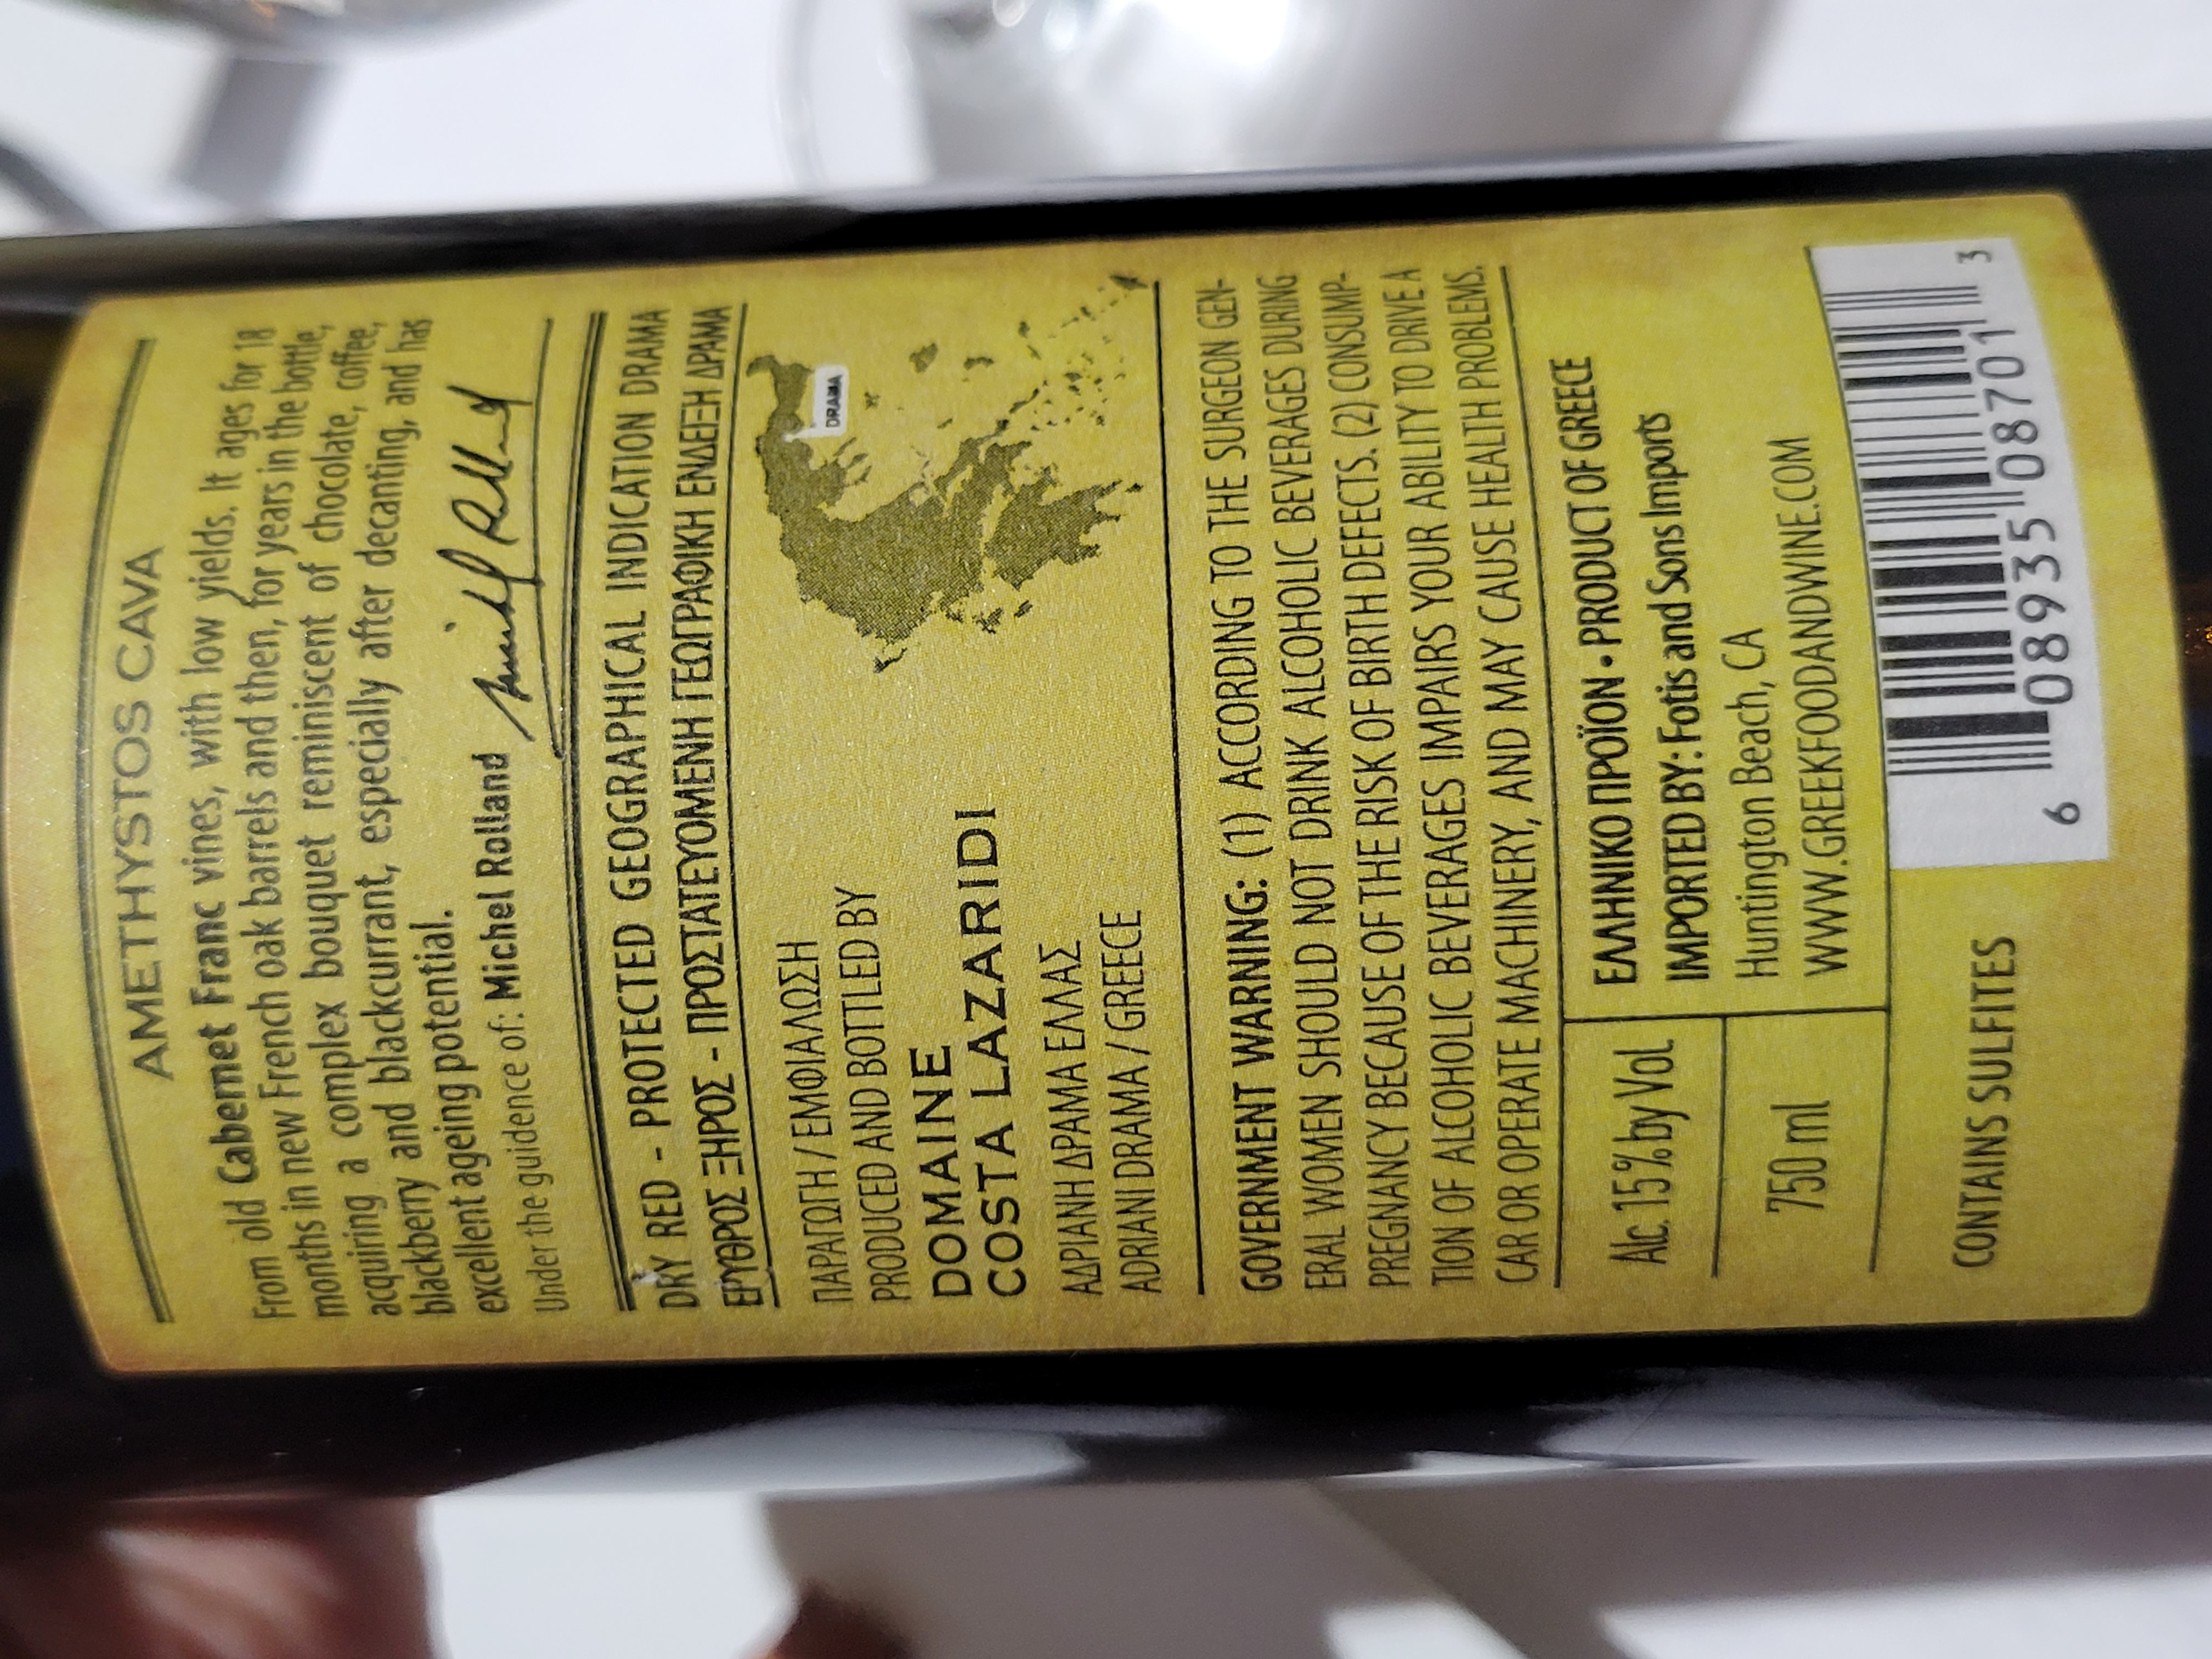 AMETHYSTOS CAVA
From old Cabernet Franc vines, with low yields. It ages for 18
months in new French oak barrels and then, for years in the bottle,
acquiring a complex bouquet reminiscent of chocolate, coffee,
blackberry and blackcurrant, especially after decanting, and has
excellent ageing potential.
Under the guidence of: Michel Rolland
Michel Rolland
DRY RED - PROTECTED GEOGRAPHICAL INDICATION DRAMA
ΕΡΥΘΡΟΣ ΞΗΡΟΣ - ΠΡΟΣΤΑΤΕΥΟΜΕΝΗ ΓΕΩΓΡΑΦΙΚΗ ΕΝΔΕΙΞΗ ΔΡΑΜΑ
ΠΑΡΑΓΩΓΗ / ΕΜΦΙΑΛΩΣΗ
PRODUCED AND BOTTLED BY
DOMAINE
COSTA LAZARIDI
ΑΔΡΙΑΝΗ ΔΡΑΜΑ ΕΛΛΑΣ
ADRIANI DRAMA / GREECE
DRAMA
GOVERNMENT WARNING: (1) ACCORDING TO THE SURGEON GEN-
ERAL WOMEN SHOULD NOT DRINK ALCOHOLIC BEVERAGES DURING
PREGNANCY BECAUSE OF THE RISK OF BIRTH DEFECTS. (2) CONSUMP-
TION OF ALCOHOLIC BEVERAGES IMPAIRS YOUR ABILITY TO DRIVE A
CAR OR OPERATE MACHINERY, AND MAY CAUSE HEALTH PROBLEMS.
Alc. 15% by Vol
750 ml
ΕΛΛΗΝΙΚΟ ΠΡΟΪΟΝ • PRODUCT OF GREECE
IMPORTED BY: Fotis and Sons Imports
Huntington Beach, CA
WWW.GREEKFOODANDWINE.COM
CONTAINS SULFITES
6 08935 08701 3